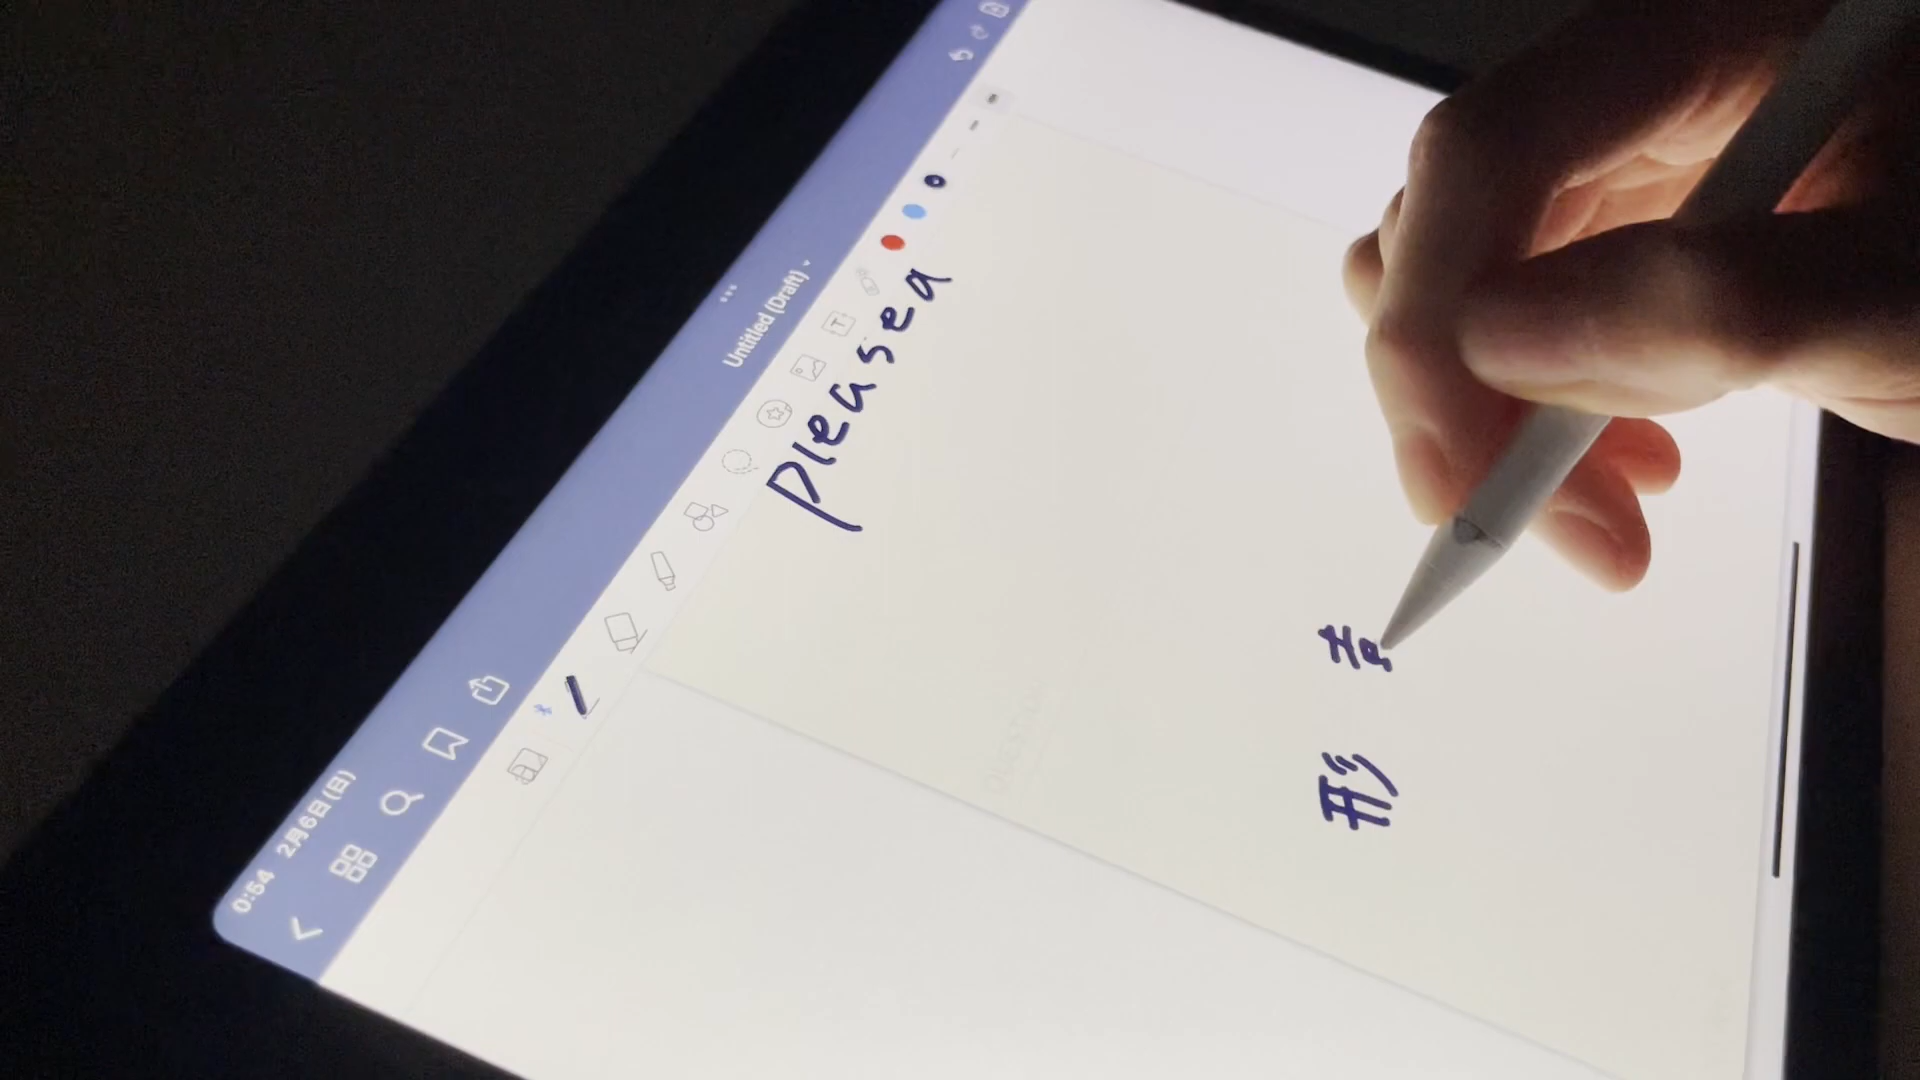 0:54 2月6日(日)
Untitled (Draft)
pleasea
形